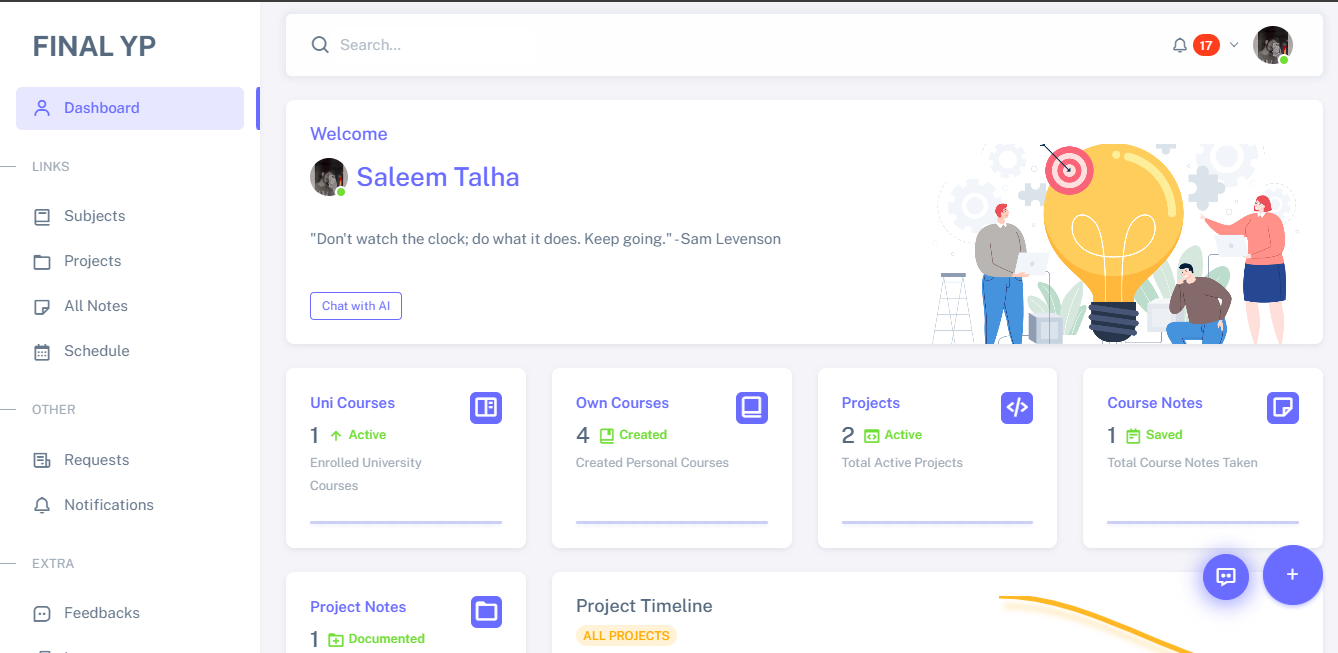 FINAL YP
Dashboard
LINKS
Subjects
Projects
All Notes
Schedule
OTHER
Requests
Notifications
EXTRA
Feedbacks
Search...
17
Welcome
Saleem Talha
"Don't watch the clock; do what it does. Keep going." - Sam Levenson
Chat with AI
Uni Courses
1 Active
Enrolled University
Courses
Own Courses
4 Created
Created Personal Courses
Projects
2 Active
Total Active Projects
Course Notes
1 Saved
Total Course Notes Taken
Project Notes
1 Documented
Project Timeline
ALL PROJECTS